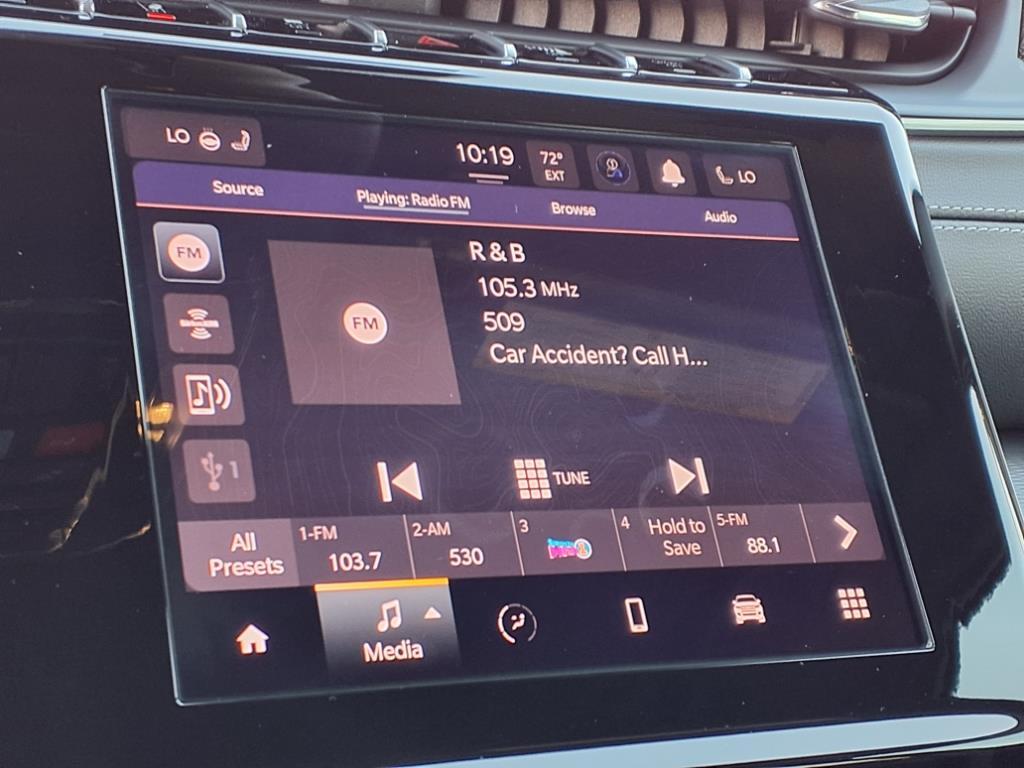 LO
10:19
72°
EXT
LO
Source
Playing: Radio FM
Browse
Audio
FM
R & B
105.3 MHz
FM
509
Car Accident? Call H...
1
TUNE
All
Presets
1-FM
103.7
2-AM
530
3
4
Hold to
Save
5-FM
88.1
Media